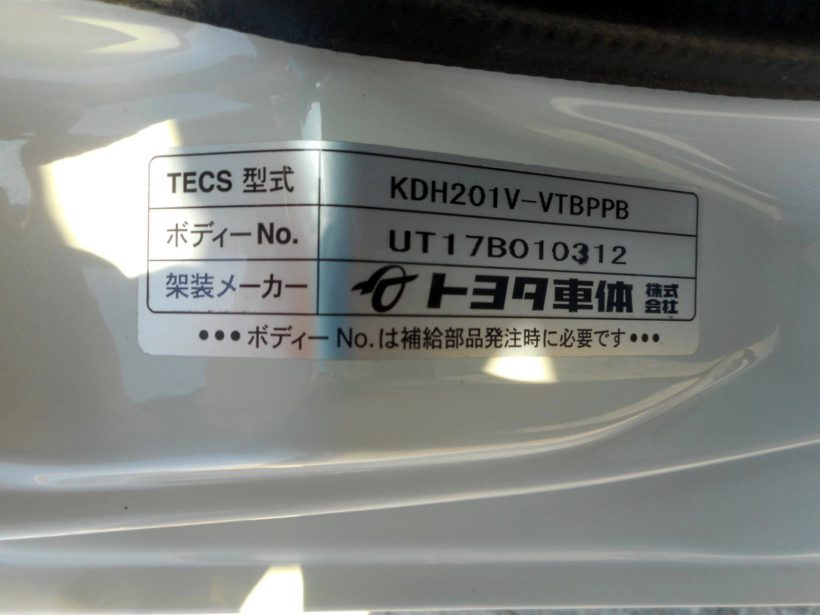 TECS 型式 KDH201V-VTBPPB
ボディーNo. UT17B010312
架装メーカー トヨタ車体 株式会社
•••ボディーNo.は補給部品発注時に必要です•••